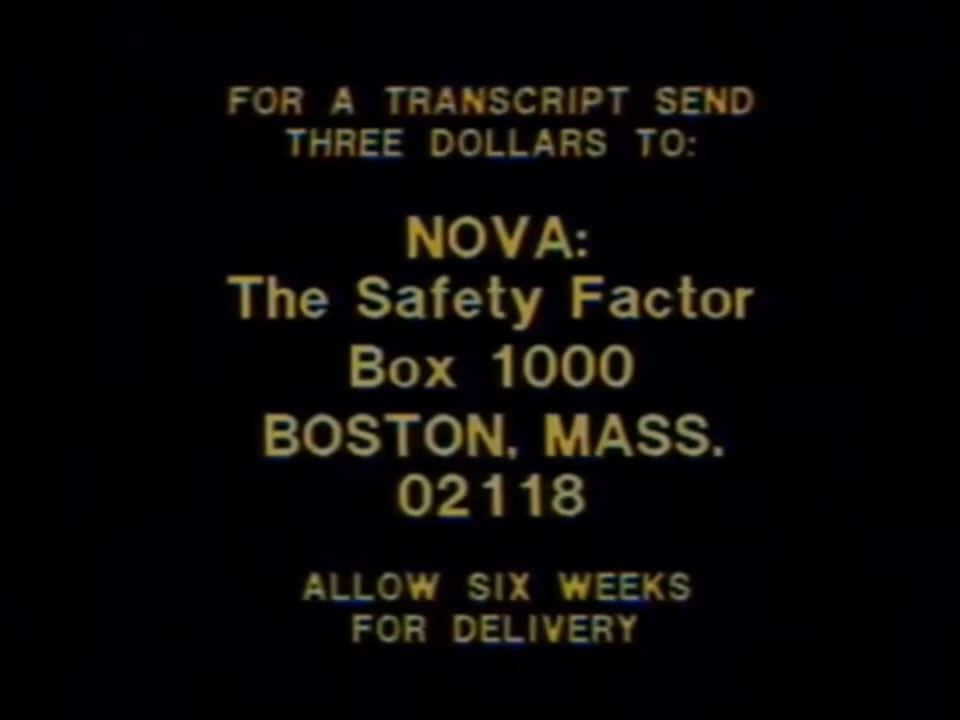 FOR A TRANSCRIPT SEND
THREE DOLLARS TO:
NOVA:
The Safety Factor
Box 1000
BOSTON, MASS.
02118
ALLOW SIX WEEKS
FOR DELIVERY